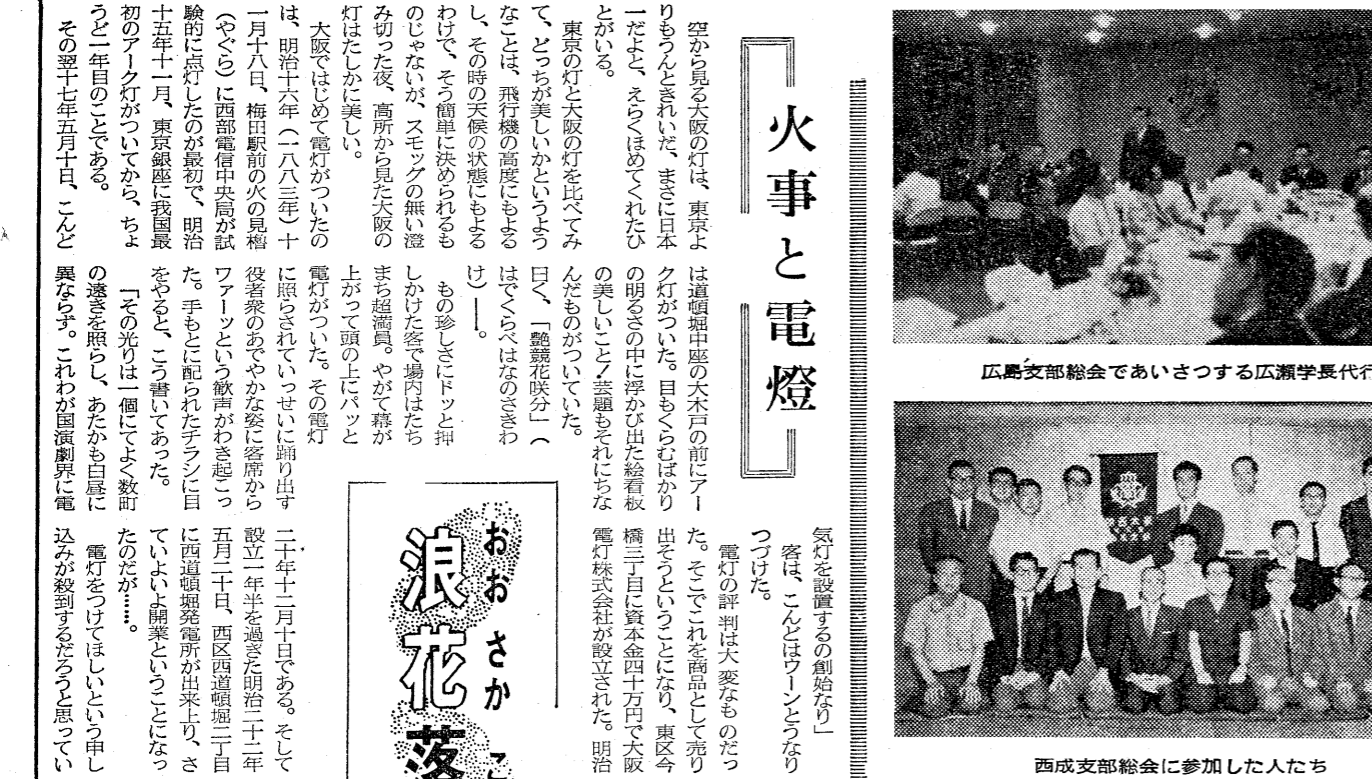 火事と電燈
空から見る大阪の灯は、東京よ
りもうんときれいだ、まさに日本
一だよと、えらくほめてくれたひ
とがいる。
東京の灯と大阪の灯を比べてみ
て、どっちが美しいかというよう
なことは、飛行機の高度にもよる
し、その時の天候の状態にもよる
わけで、そう簡単に決められるも
のじゃないが、スモッグの無い澄
み切った夜、高所から見た大阪の
灯はたしかに美しい。
大阪ではじめて電灯がついたの
は、明治十六年（一八八三年）十
一月十八日、梅田駅前の火の見櫓
（やぐら）に西部電信中央局が試
験的に点灯したのが最初で、明治
十五年十一月、東京銀座に我国最
初のアーク灯がついてから、ちょ
うど一年目のことである。
その翌十七年五月十日、こんど
は道頓堀中座の大木戸の前にアー
ク灯がついた。目もくらむばかり
の明るさの中に浮かび出た絵看板
の美しいこと！芸題もそれにちな
んだものがついていた。
曰く、「艶競花咲分」（
はでくらべはなのさきわ
け）――。
もの珍しさにドッと押
しかけた客で場内はたち
まち超満員。やがて幕が
上がって頭の上にパッと
電灯がついた。その電灯
に照らされていっせいに踊り出す
役者衆のあでやかな姿に客席から
ワァーッという歓声がわき起こっ
た。手もとに配られたチラシに目
をやると、こう書いてあった。
「その光りは一個にてよく数町
の遠きを照らし、あたかも白昼に
異ならず。これわが国演劇界に電
気灯を設置するの創始なり」
客は、こんどはウーンとうなり
つづけた。
電灯の評判は大変なものだっ
た。そこでこれを商品として売り
出そうということになり、東区今
橋三丁目に資本金四十万円で大阪
電灯株式会社が設立された。明治
二十年十二月十日である。そして
設立一年半を過ぎた明治二十二年
五月二十日、西区西道頓堀二丁目
に西道頓堀発電所が出来上り、さ
ていよいよ開業ということになっ
たのだが……。
電灯をつけてほしいという申し
込みが殺到するだろうと思ってい
おおさか こ
浪花落
広島支部総会であいさつする広瀬学長代行
西成支部総会に参加した人たち